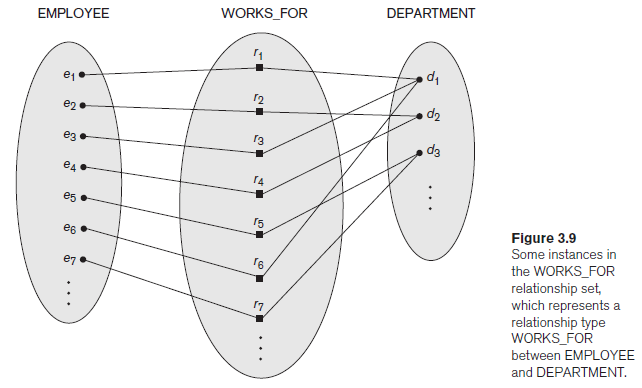 EMPLOYEE WORKS_FOR DEPARTMENT
r1
e1 d1
e2 r2 d2
e3 r3 d3
e4 r4
e5 r5
e6 r6
e7 r7
Figure 3.9
Some instances in
the WORKS_FOR
relationship set,
which represents a
relationship type
WORKS_FOR
between EMPLOYEE
and DEPARTMENT.